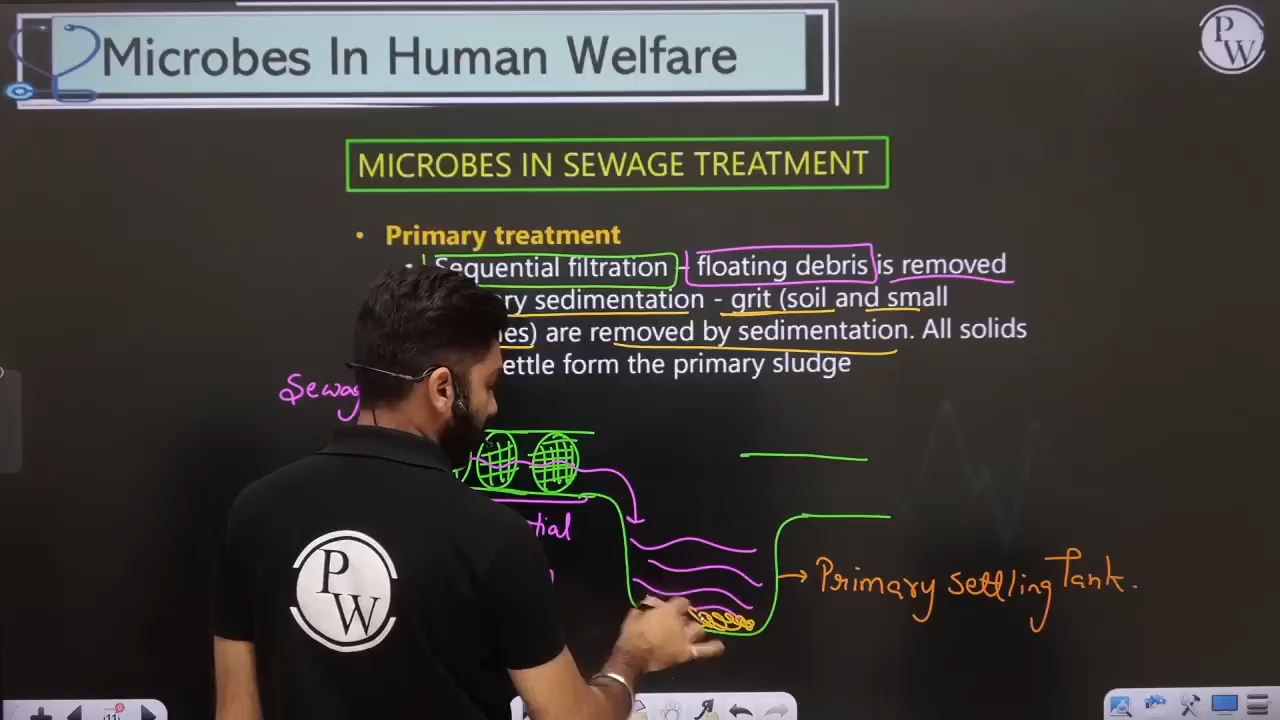 Microbes In Human Welfare
PW
MICROBES IN SEWAGE TREATMENT
• Primary treatment
Sequential filtration - floating debris is removed
sedimentation - grit (soil and small
are removed by sedimentation. All solids
form the primary sludge
Primary Settling Tank.
PW